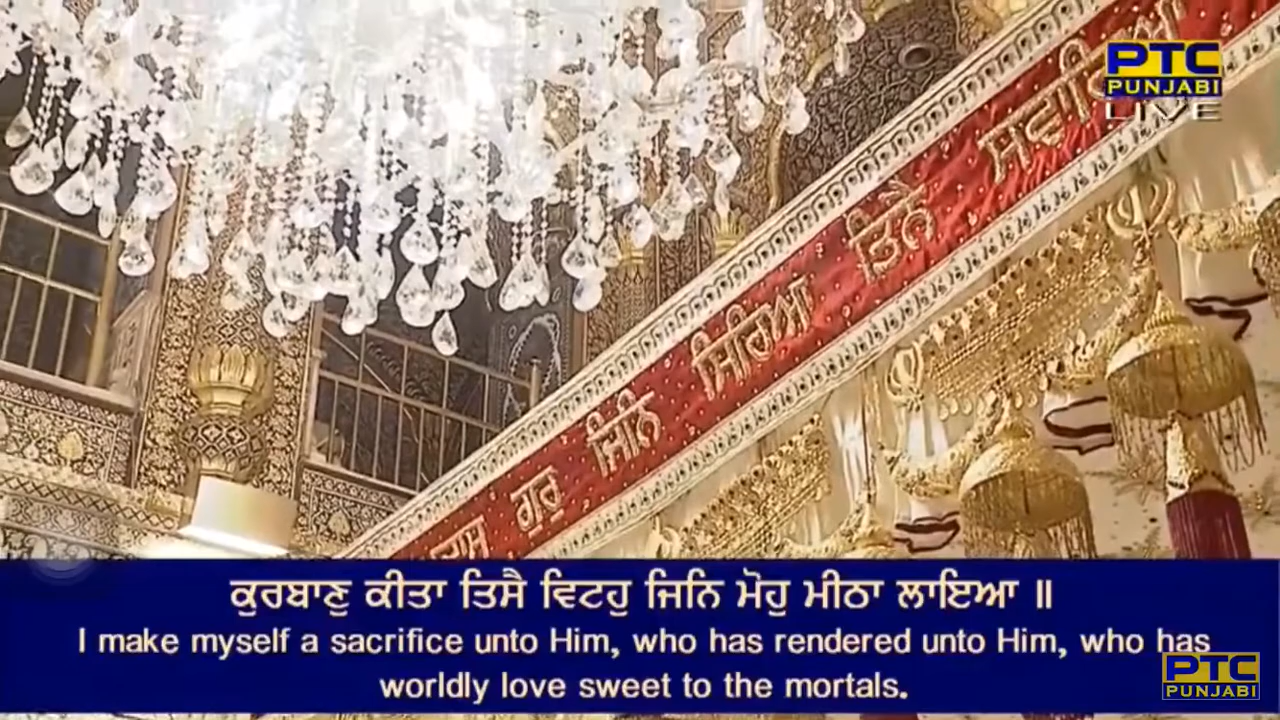 PTC
PUNJABI
LIVE
ਗੁਰੁ ਜਿਨਿ ਸਿਰਿਆ ਤਿਨੈ ਸਵਾਰਿਆ
ਕੁਰਬਾਣੁ ਕੀਤਾ ਤਿਸੈ ਵਿਟਹੁ ਜਿਨਿ ਮੋਹੁ ਮੀਠਾ ਲਾਇਆ ॥
I make myself a sacrifice unto Him, who has rendered unto Him, who has
worldly love sweet to the mortals.
PTC
PUNJABI